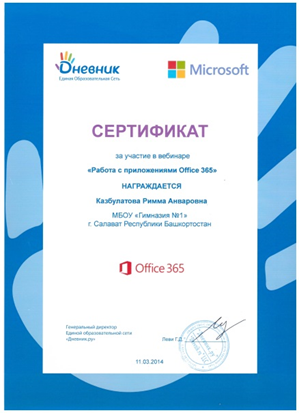 Дневник
Единая Образовательная Сеть
Microsoft
СЕРТИФИКАТ
за участие в вебинаре
«Работа с приложениями Office 365»
НАГРАЖДАЕТСЯ
Казбулатова Римма Анваровна
МБОУ «Гимназия №1»
г. Салават Республики Башкортостан
Office 365
Генеральный директор
Единой образовательной сети
«Дневник.ру»
Леви Г.Д.
11.03.2014